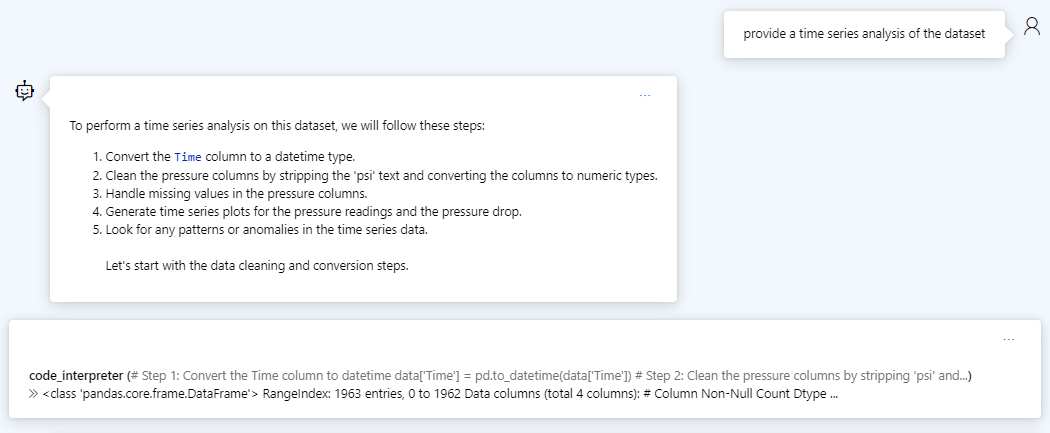 provide a time series analysis of the dataset
...
To perform a time series analysis on this dataset, we will follow these steps:
1. Convert the Time column to a datetime type.
2. Clean the pressure columns by stripping the 'psi' text and converting the columns to numeric types.
3. Handle missing values in the pressure columns.
4. Generate time series plots for the pressure readings and the pressure drop.
5. Look for any patterns or anomalies in the time series data.
Let's start with the data cleaning and conversion steps.
...
code_interpreter (# Step 1: Convert the Time column to datetime data['Time'] = pd.to_datetime(data['Time']) # Step 2: Clean the pressure columns by stripping 'psi' and...)
» <class 'pandas.core.frame.DataFrame'> RangeIndex: 1963 entries, 0 to 1962 Data columns (total 4 columns): # Column Non-Null Count Dtype ...